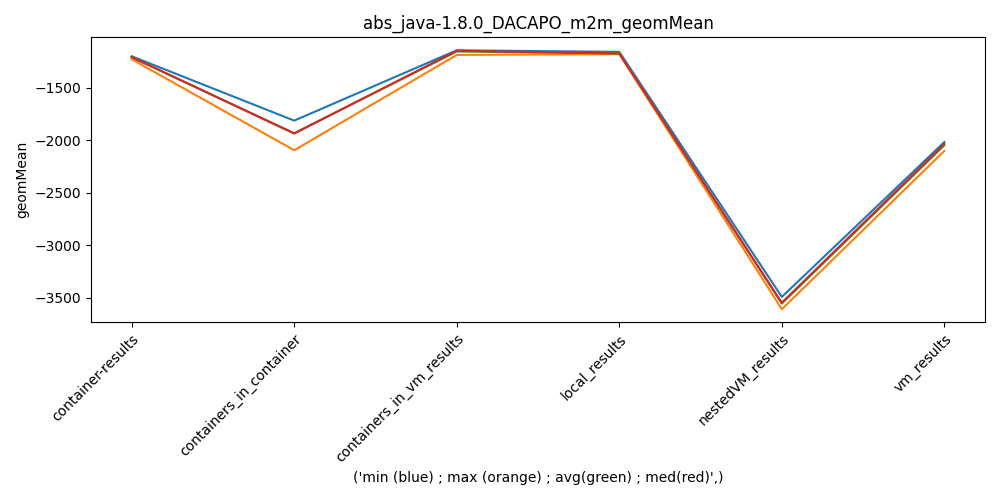 abs_java-1.8.0_DACAPO_m2m_geomMean
geomMean
−1500
−2000
−2500
−3000
−3500
container-results
containers_in_container
containers_in_vm_results
local_results
nestedVM_results
vm_results
('min (blue) ; max (orange) ; avg(green) ; med(red)',)